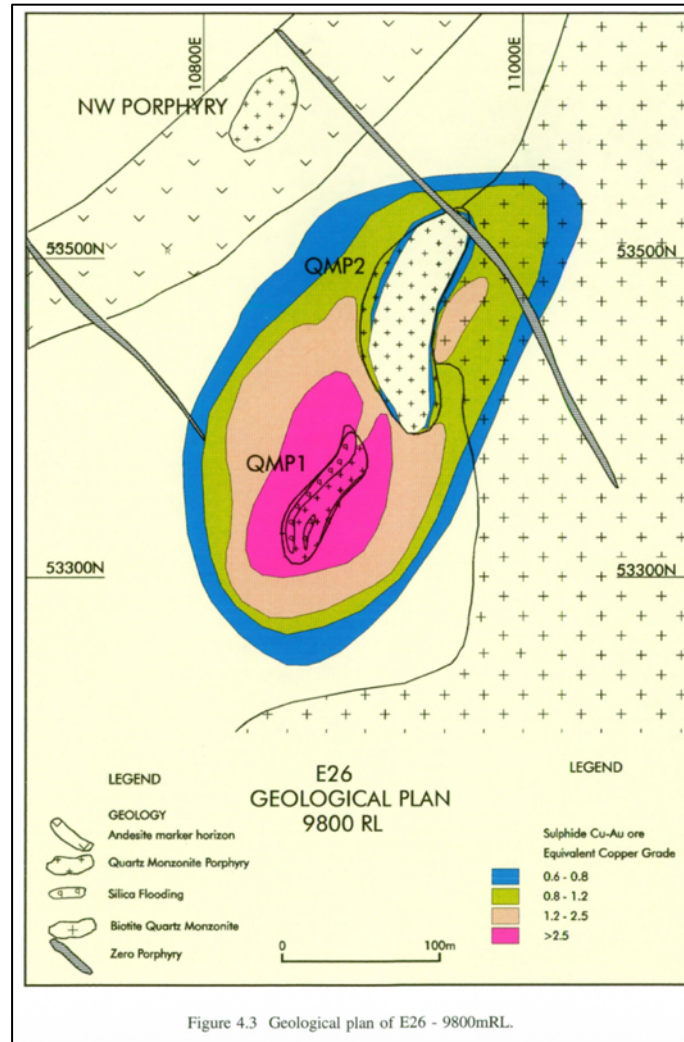 10800E
11000E
NW PORPHYRY
53500N
53500N
QMP2
QMP1
53300N
53300N
E26
GEOLOGICAL PLAN
9800 RL
LEGEND
GEOLOGY
Andesite marker horizon
Quartz Monzonite Porphyry
Silica Flooding
Biotite Quartz Monzonite
Zero Porphyry
0
100m
LEGEND
Sulphide Cu-Au ore
Equivalent Copper Grade
0.6 - 0.8
0.8 - 1.2
1.2 - 2.5
>2.5
Figure 4.3 Geological plan of E26 - 9800mRL.